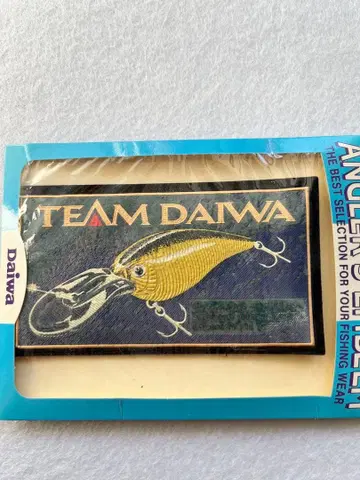 TEAM DAIWA
Daiwa
ANGLER'S EMBLEM
THE BEST SELECTION FOR YOUR FISHING WEAR